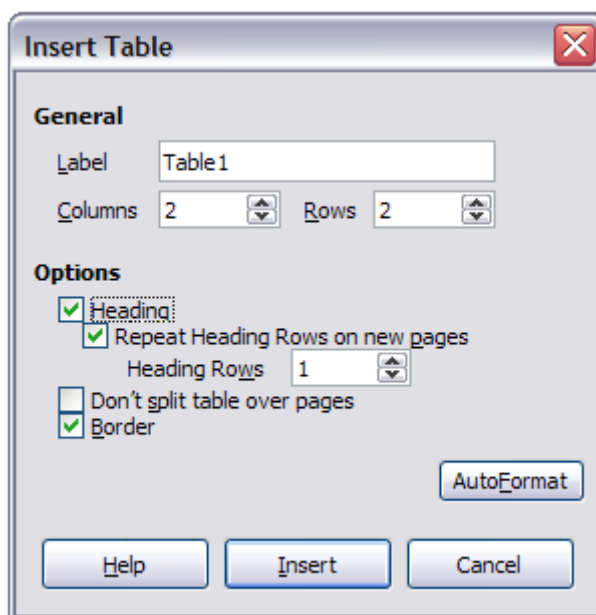 Insert Table
General
Label Table1
Columns 2 Rows 2
Options
Heading
Repeat Heading Rows on new pages
Heading Rows 1
Don't split table over pages
Border
AutoFormat
Help Insert Cancel